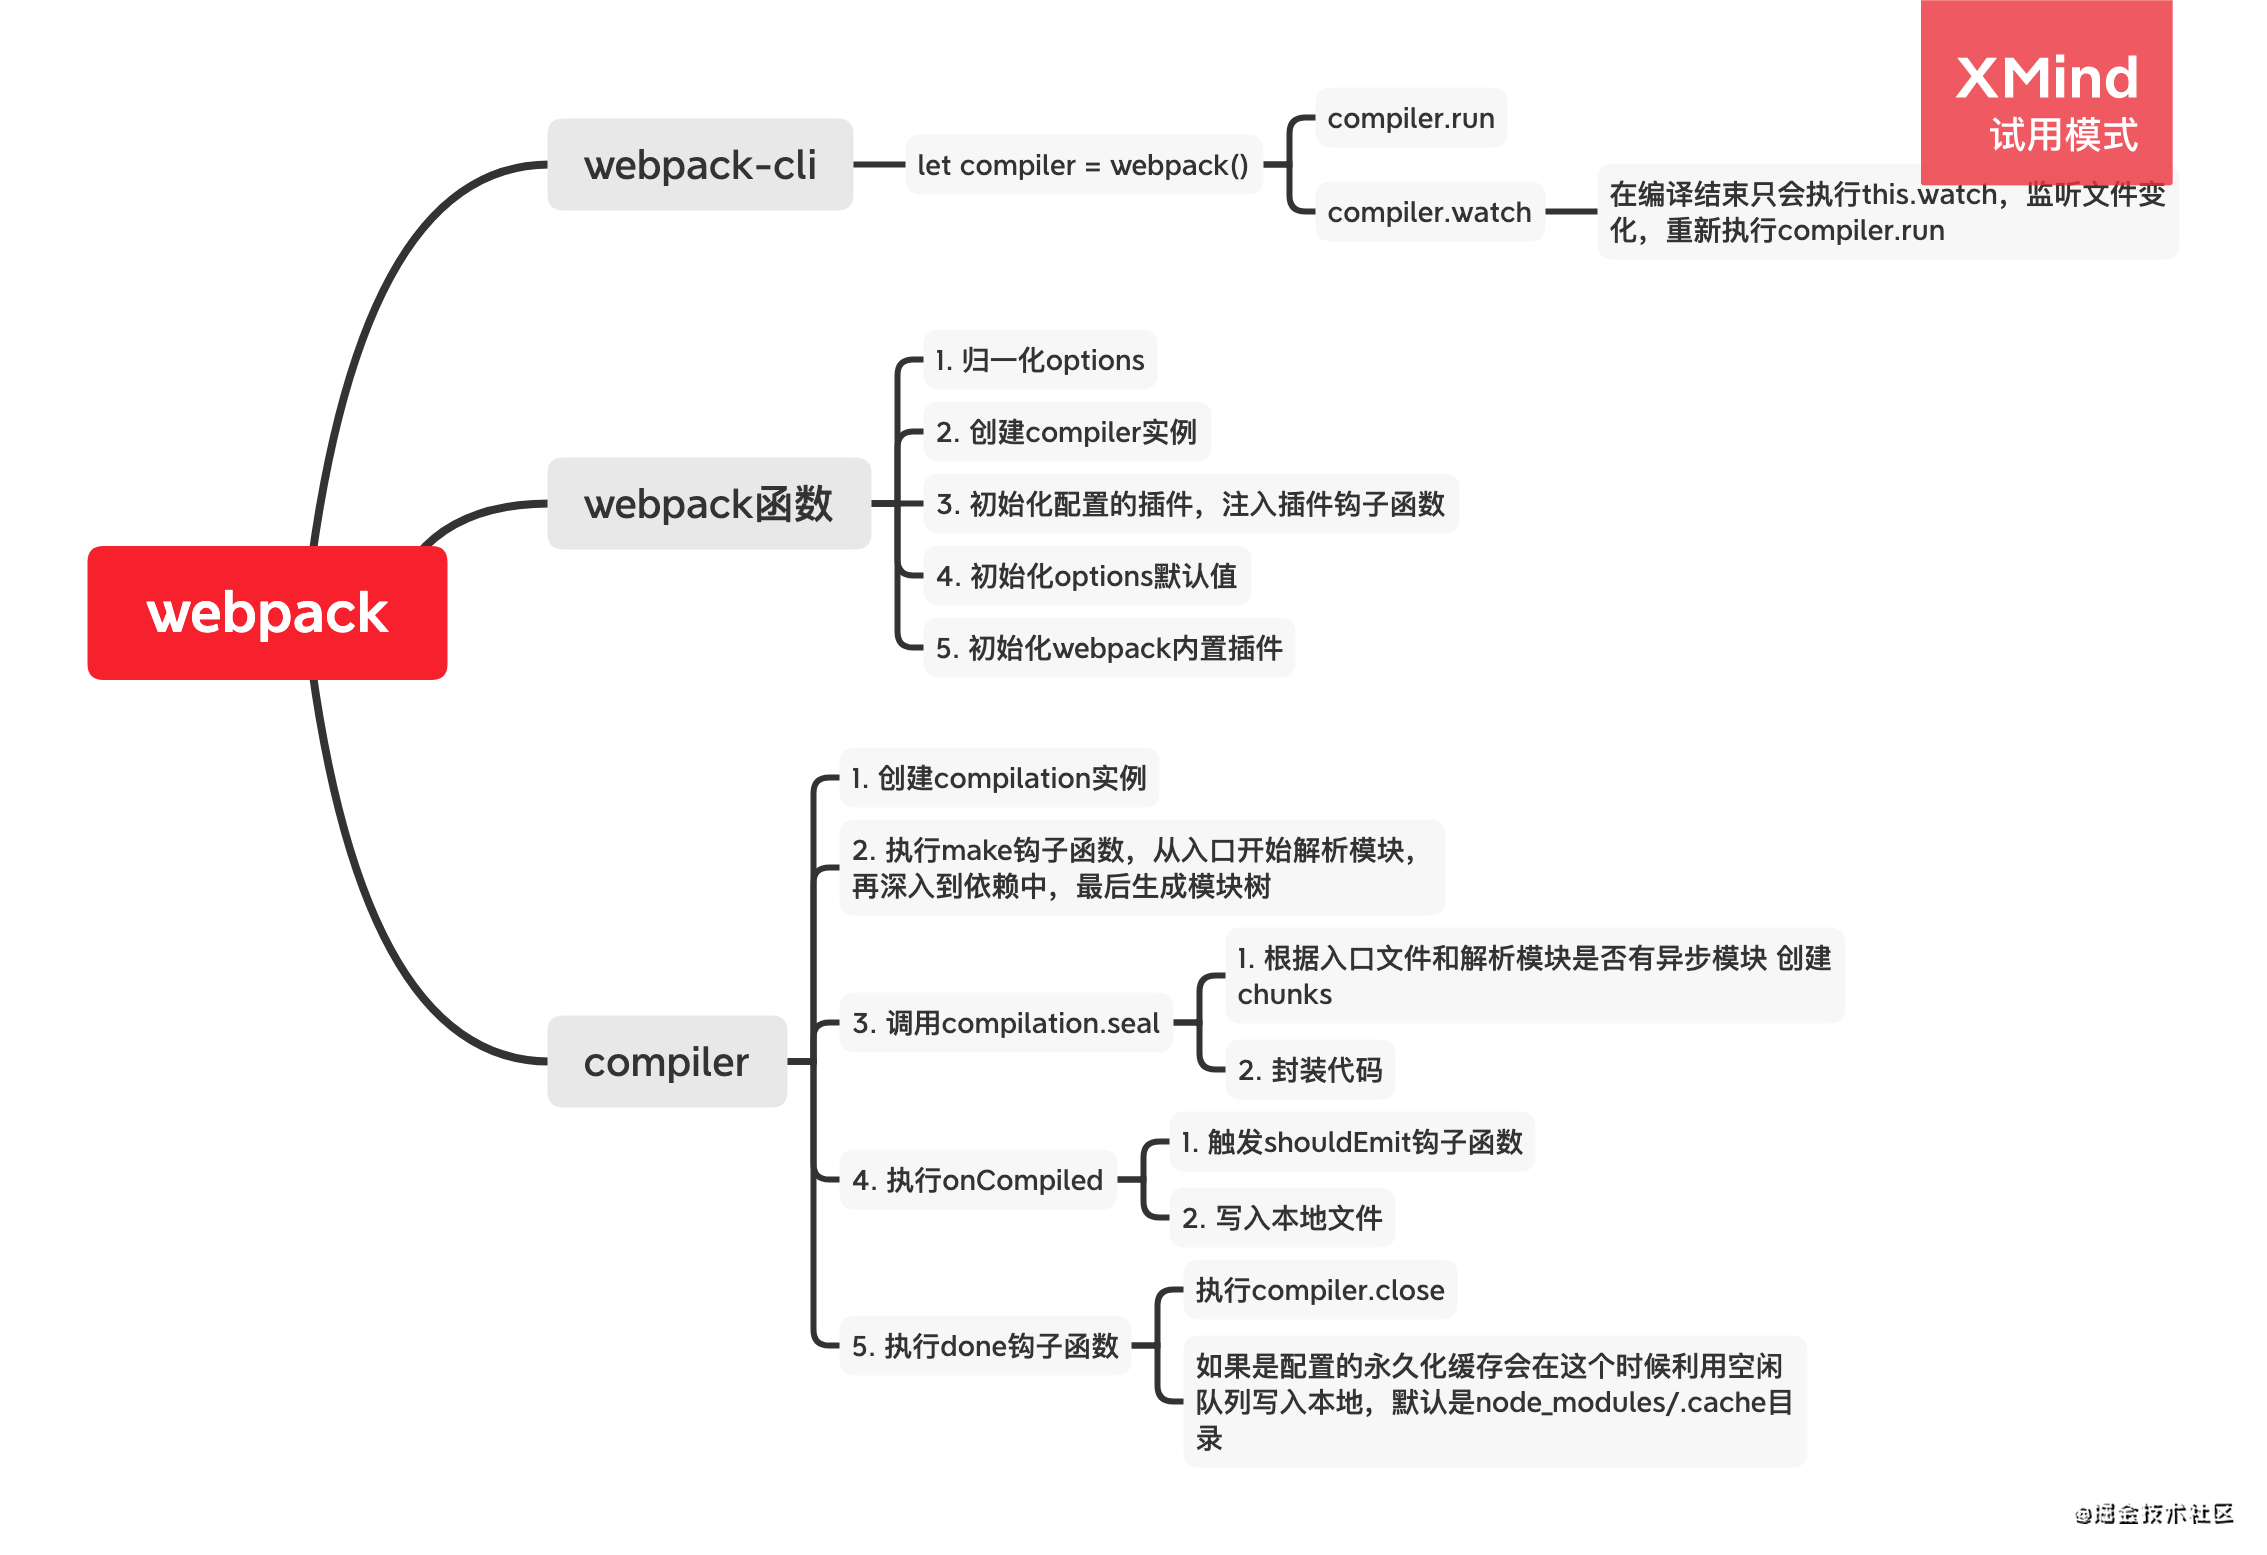 XMind
试用模式
webpack
webpack-cli
let compiler = webpack()
compiler.run
compiler.watch
在编译结束只会执行this.watch，监听文件变
化，重新执行compiler.run
webpack函数
1. 归一化options
2. 创建compiler实例
3. 初始化配置的插件，注入插件钩子函数
4. 初始化options默认值
5. 初始化webpack内置插件
compiler
1. 创建compilation实例
2. 执行make钩子函数，从入口开始解析模块，
再深入到依赖中，最后生成模块树
3. 调用compilation.seal
1. 根据入口文件和解析模块是否有异步模块 创建
chunks
2. 封装代码
4. 执行onCompiled
1. 触发shouldEmit钩子函数
2. 写入本地文件
5. 执行done钩子函数
执行compiler.close
如果是配置的永久化缓存会在这个时候利用空闲
队列写入本地，默认是node_modules/.cache目
录
@掘金技术社区